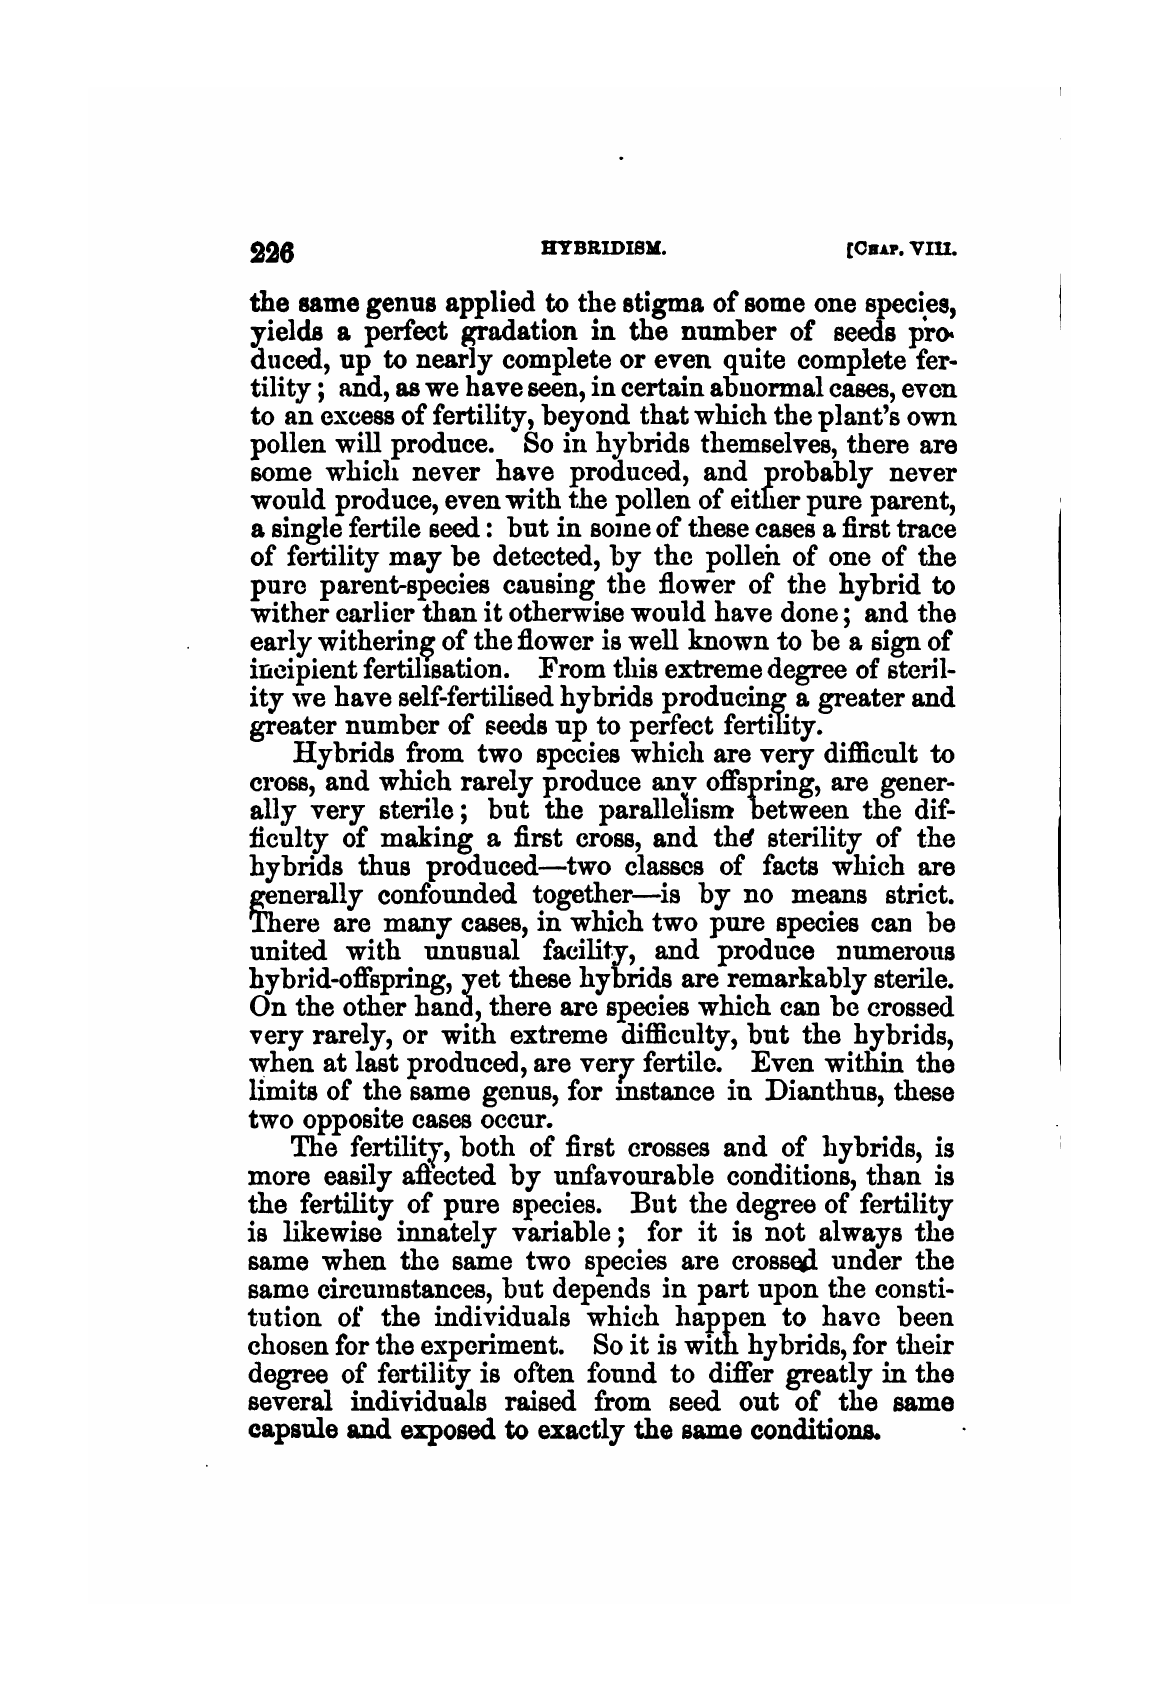 226 HYBRIDISM. [CHAP. VIII.
the same genus applied to the stigma of some one species,
yields a perfect gradation in the number of seeds pro-
duced, up to nearly complete or even quite complete fer-
tility; and, as we have seen, in certain abnormal cases, even
to an excess of fertility, beyond that which the plant's own
pollen will produce. So in hybrids themselves, there are
some which never have produced, and probably never
would produce, even with the pollen of either pure parent,
a single fertile seed: but in some of these cases a first trace
of fertility may be detected, by the pollen of one of the
pure parent-species causing the flower of the hybrid to
wither earlier than it otherwise would have done; and the
early withering of the flower is well known to be a sign of
incipient fertilisation. From this extreme degree of steril-
ity we have self-fertilised hybrids producing a greater and
greater number of seeds up to perfect fertility.
Hybrids from two species which are very difficult to
cross, and which rarely produce any offspring, are gener-
ally very sterile; but the parallelism between the dif-
ficulty of making a first cross, and the sterility of the
hybrids thus produced—two classes of facts which are
generally confounded together—is by no means strict.
There are many cases, in which two pure species can be
united with unusual facility, and produce numerous
hybrid-offspring, yet these hybrids are remarkably sterile.
On the other hand, there are species which can be crossed
very rarely, or with extreme difficulty, but the hybrids,
when at last produced, are very fertile. Even within the
limits of the same genus, for instance in Dianthus, these
two opposite cases occur.
The fertility, both of first crosses and of hybrids, is
more easily affected by unfavourable conditions, than is
the fertility of pure species. But the degree of fertility
is likewise innately variable; for it is not always the
same when the same two species are crossed under the
same circumstances, but depends in part upon the consti-
tution of the individuals which happen to have been
chosen for the experiment. So it is with hybrids, for their
degree of fertility is often found to differ greatly in the
several individuals raised from seed out of the same
capsule and exposed to exactly the same conditions.